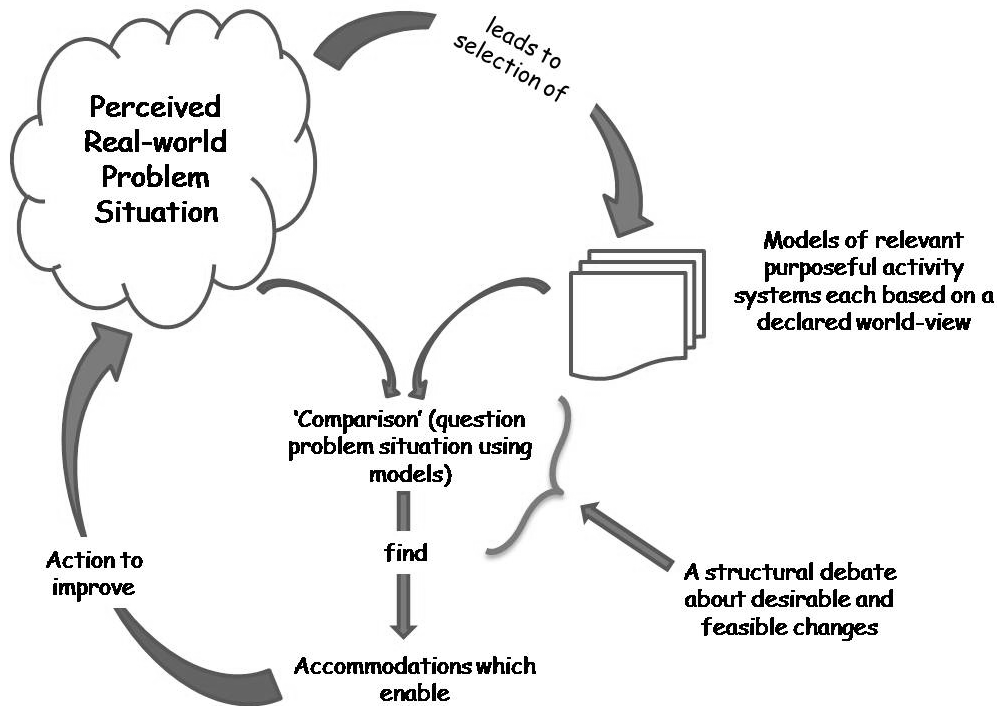 Perceived
Real-world
Problem
Situation
leads to
selection of
Models of relevant
purposeful activity
systems each based on a
declared world-view
‘Comparison’ (question
problem situation using
models)
find
Action to
improve
A structural debate
about desirable and
feasible changes
Accommodations which
enable